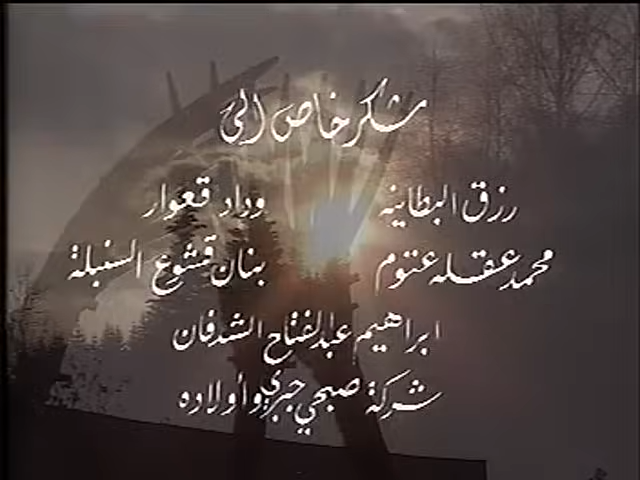 شكر خاص الى
رزق البطاينه وداد قعوار
محمد عقله عتوم بنان قشوع السنبلة
ابراهيم عبدالفتاح الشدفان
شركة صبحي جبري وأولاده